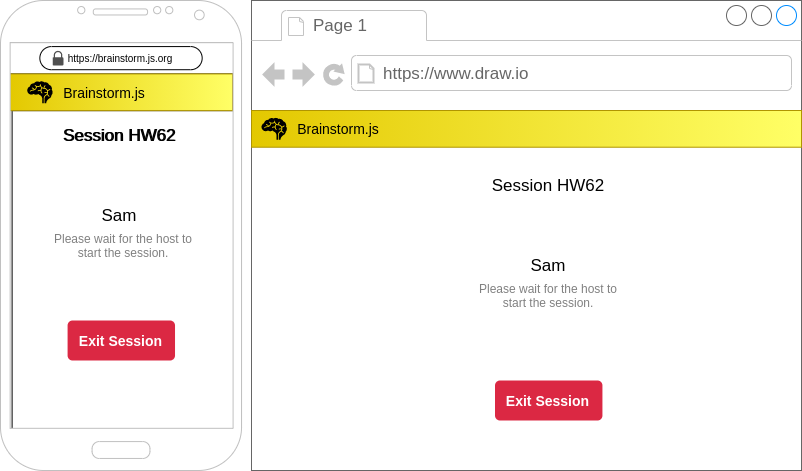 https://brainstorm.js.org
Brainstorm.js
Session HW62
Sam
Please wait for the host to
start the session.
Exit Session
Page 1
https://www.draw.io
Brainstorm.js
Session HW62
Sam
Please wait for the host to
start the session.
Exit Session